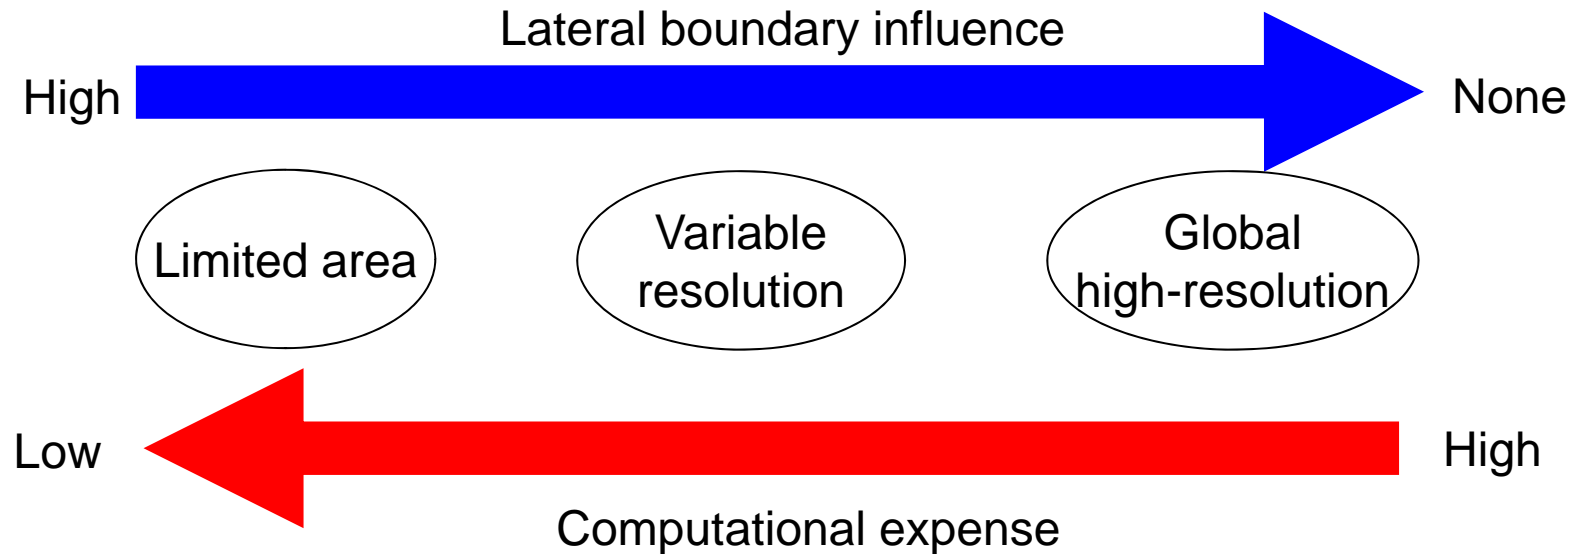 Lateral boundary influence
High
None
Limited area
Variable
resolution
Global
high-resolution
Low
High
Computational expense